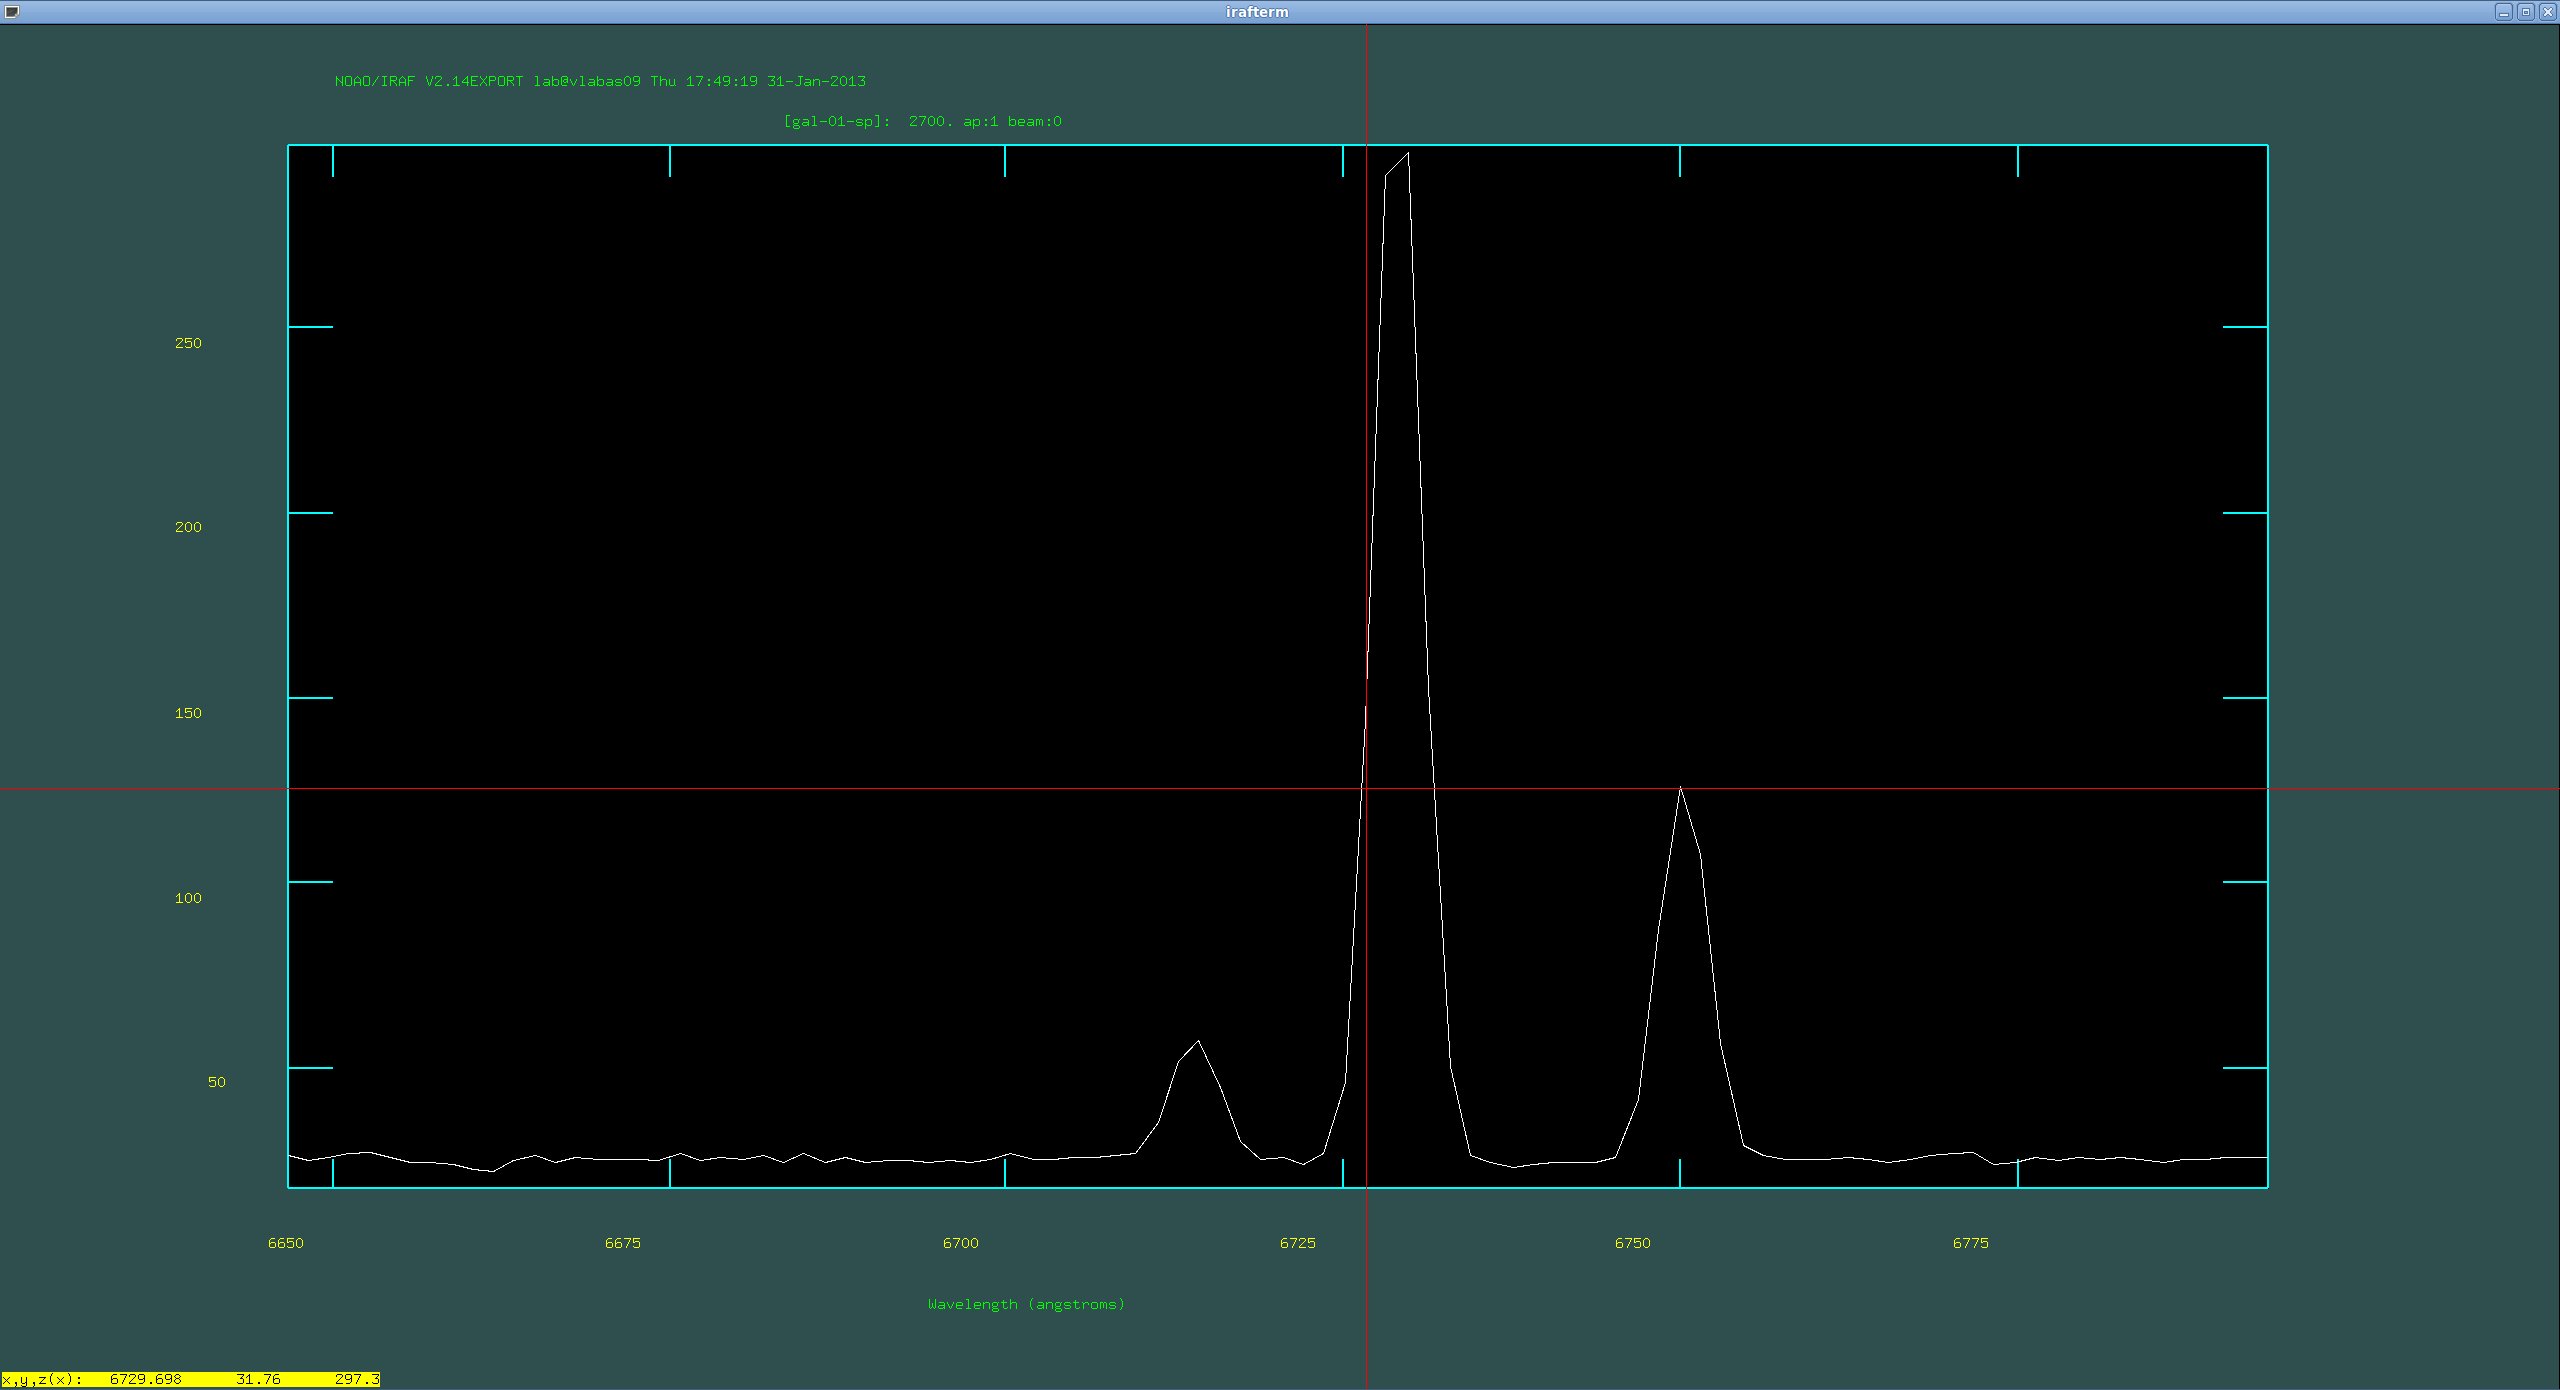 irafterm
NOAO/IRAF V2.14EXPORT lab@vlabas09 Thu 17:49:19 31-Jan-2013
[gal-01-sp]:  2700. ap:1 beam:0
250
200
150
100
50
6650 6675 6700 6725 6750 6775
Wavelength (angstroms)
x,y,z(x): 6729.698 31.76 297.3